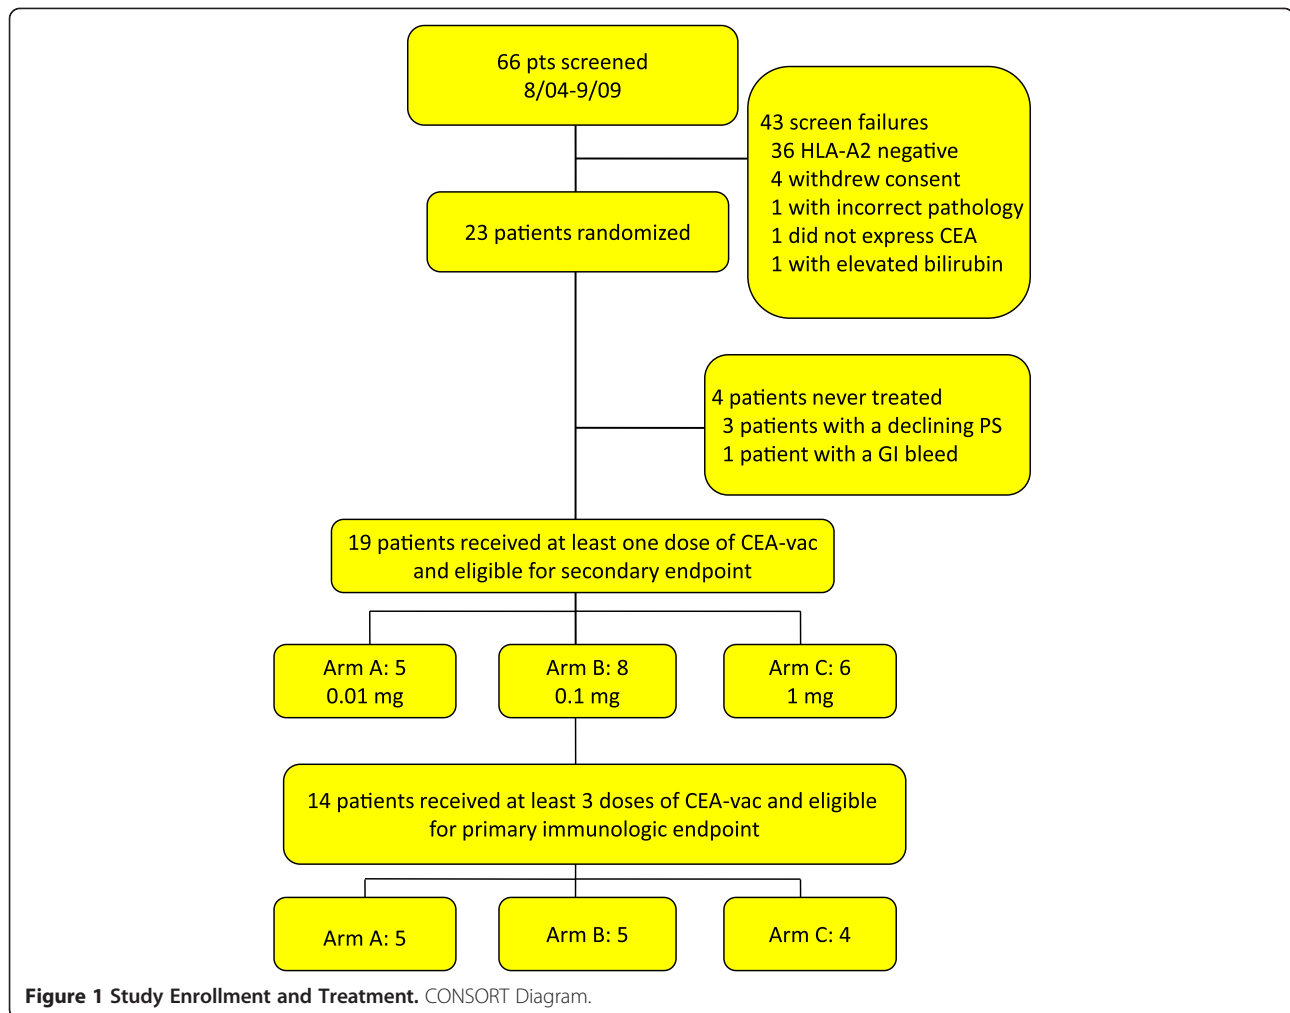 66 pts screened
8/04-9/09
43 screen failures
36 HLA-A2 negative
4 withdrew consent
1 with incorrect pathology
1 did not express CEA
1 with elevated bilirubin
23 patients randomized
4 patients never treated
3 patients with a declining PS
1 patient with a GI bleed
19 patients received at least one dose of CEA-vac
and eligible for secondary endpoint
Arm A: 5
0.01 mg
Arm B: 8
0.1 mg
Arm C: 6
1 mg
14 patients received at least 3 doses of CEA-vac and eligible
for primary immunologic endpoint
Arm A: 5
Arm B: 5
Arm C: 4
Figure 1 Study Enrollment and Treatment. CONSORT Diagram.